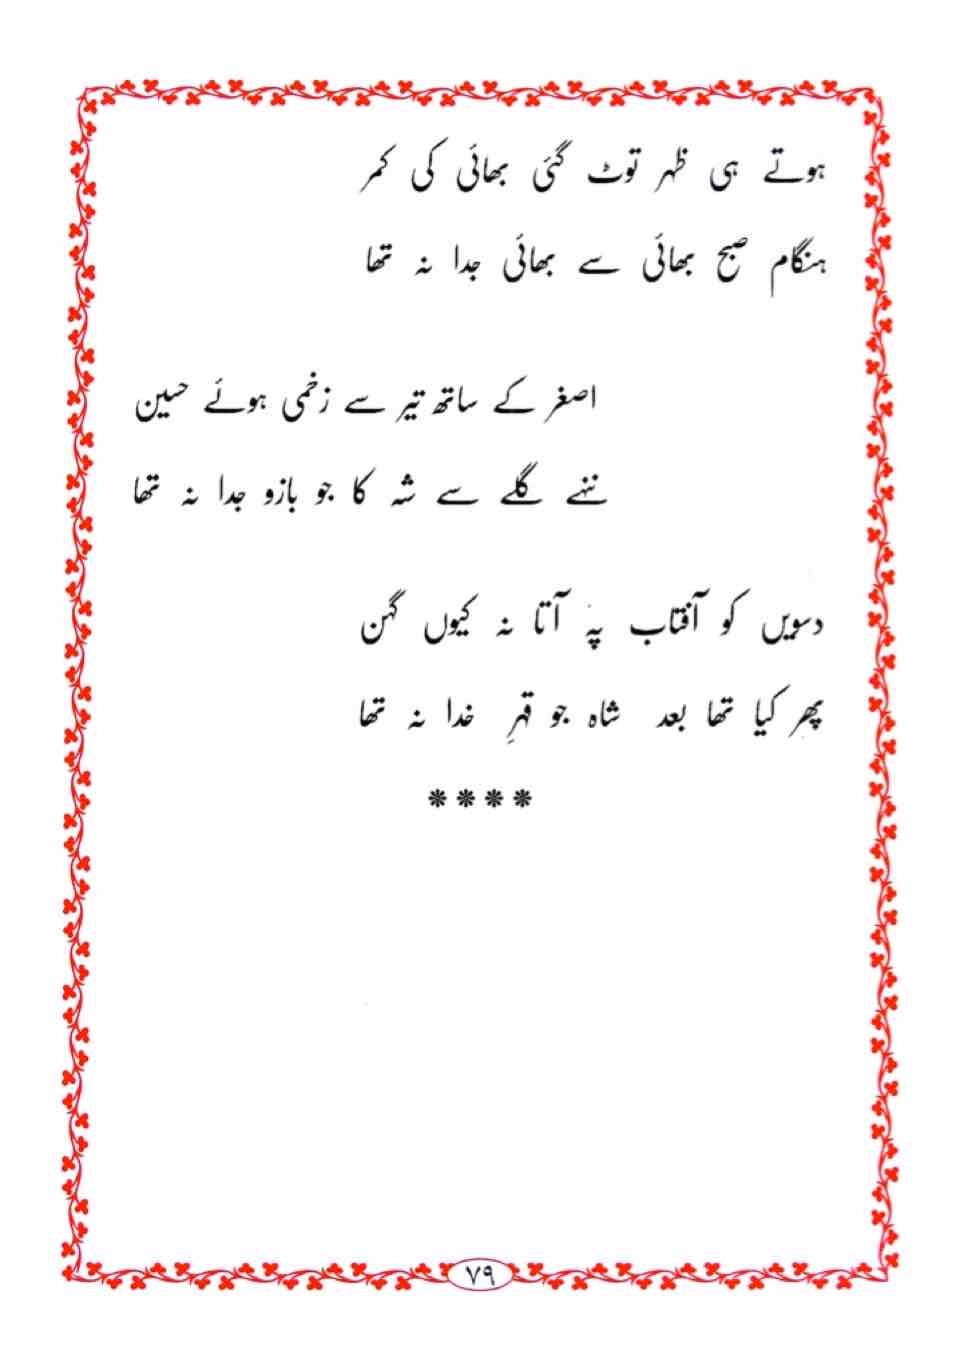 ہوتے ہی ظہر توٹ گئی بھائی کی کمر
ہنگام صبح بھائی سے بھائی جدا نہ تھا
اصغر کے ساتھ تیر سے زخمی ہوئے حسین
ننے گلے سے شہ کا جو بازو جدا نہ تھا
دسویں کو آفتاب پہ آتا نہ کیوں گہن
پھر کیا تھا بعد شاہ جو قہرِ خدا نہ تھا
****
۷۹